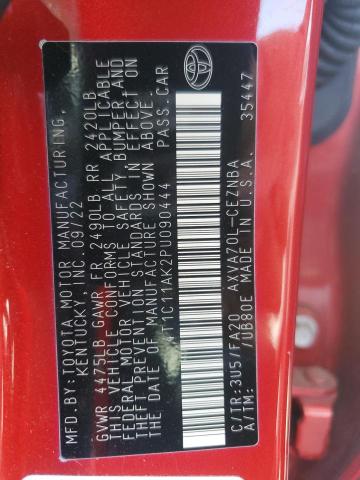 MFD. BY: TOYOTA MOTOR MANUFACTURING,
KENTUCKY, INC. 09/22
GVWR 4475LB GAWR FR 2490LB RR 2420LB
THIS VEHICLE CONFORMS TO ALL APPLICABLE
FEDERAL MOTOR VEHICLE SAFETY, BUMPER, AND
THEFT PREVENTION STANDARDS IN EFFECT ON
THE DATE OF MANUFACTURE SHOWN ABOVE.
4T1C11AK2PU090444 PASS.CAR
C/TR:3U5/FA20 AXVA70L-CEZNBA
A/TM: /UB80E MADE IN U.S.A. 35447